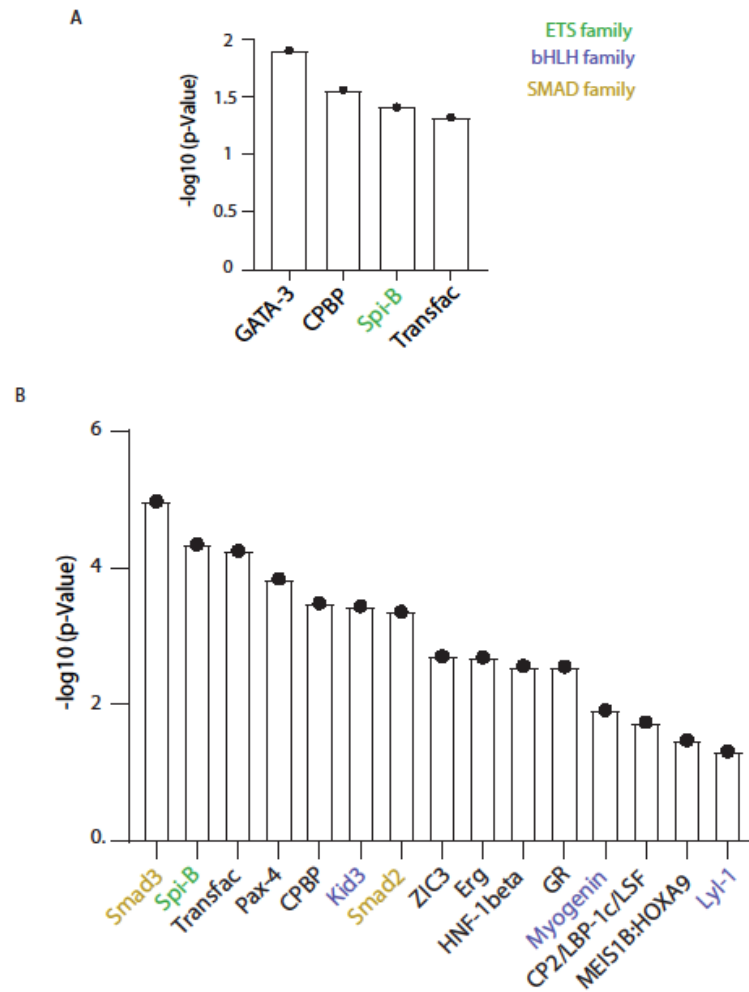 A
ETS family
bHLH family
SMAD family
2
1.5
1
0.5
0
-log10 (p-Value)
GATA-3
CPBP
Spi-B
Transfac
B
6
4
2
0.
-log10 (p-Value)
Smad3
Spi-B
Transfac
Pax-4
CPBP
Kid3
Smad2
ZIC3
Erg
HNF-1beta
GR
Myogenin
CP2/LBP-1c/LSF
MEIS1B:HOXA9
Lyl-1